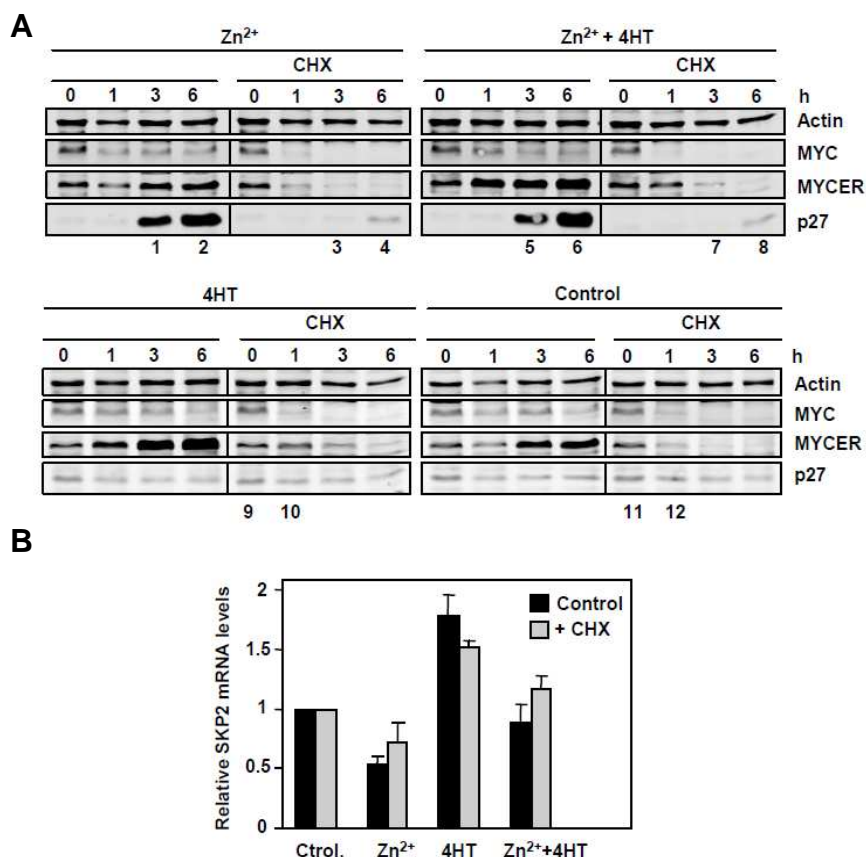 A
Zn²⁺ Zn²⁺ + 4HT
CHX CHX
0 1 3 6 0 1 3 6 0 1 3 6 0 1 3 6 h
Actin
MYC
MYCER
p27
1 2 3 4 5 6 7 8
4HT Control
CHX CHX
0 1 3 6 0 1 3 6 0 1 3 6 0 1 3 6 h
Actin
MYC
MYCER
p27
9 10 11 12
B
Relative SKP2 mRNA levels
2
1.5
1
0.5
0
Control
+ CHX
Ctrol. Zn²⁺ 4HT Zn²⁺+4HT